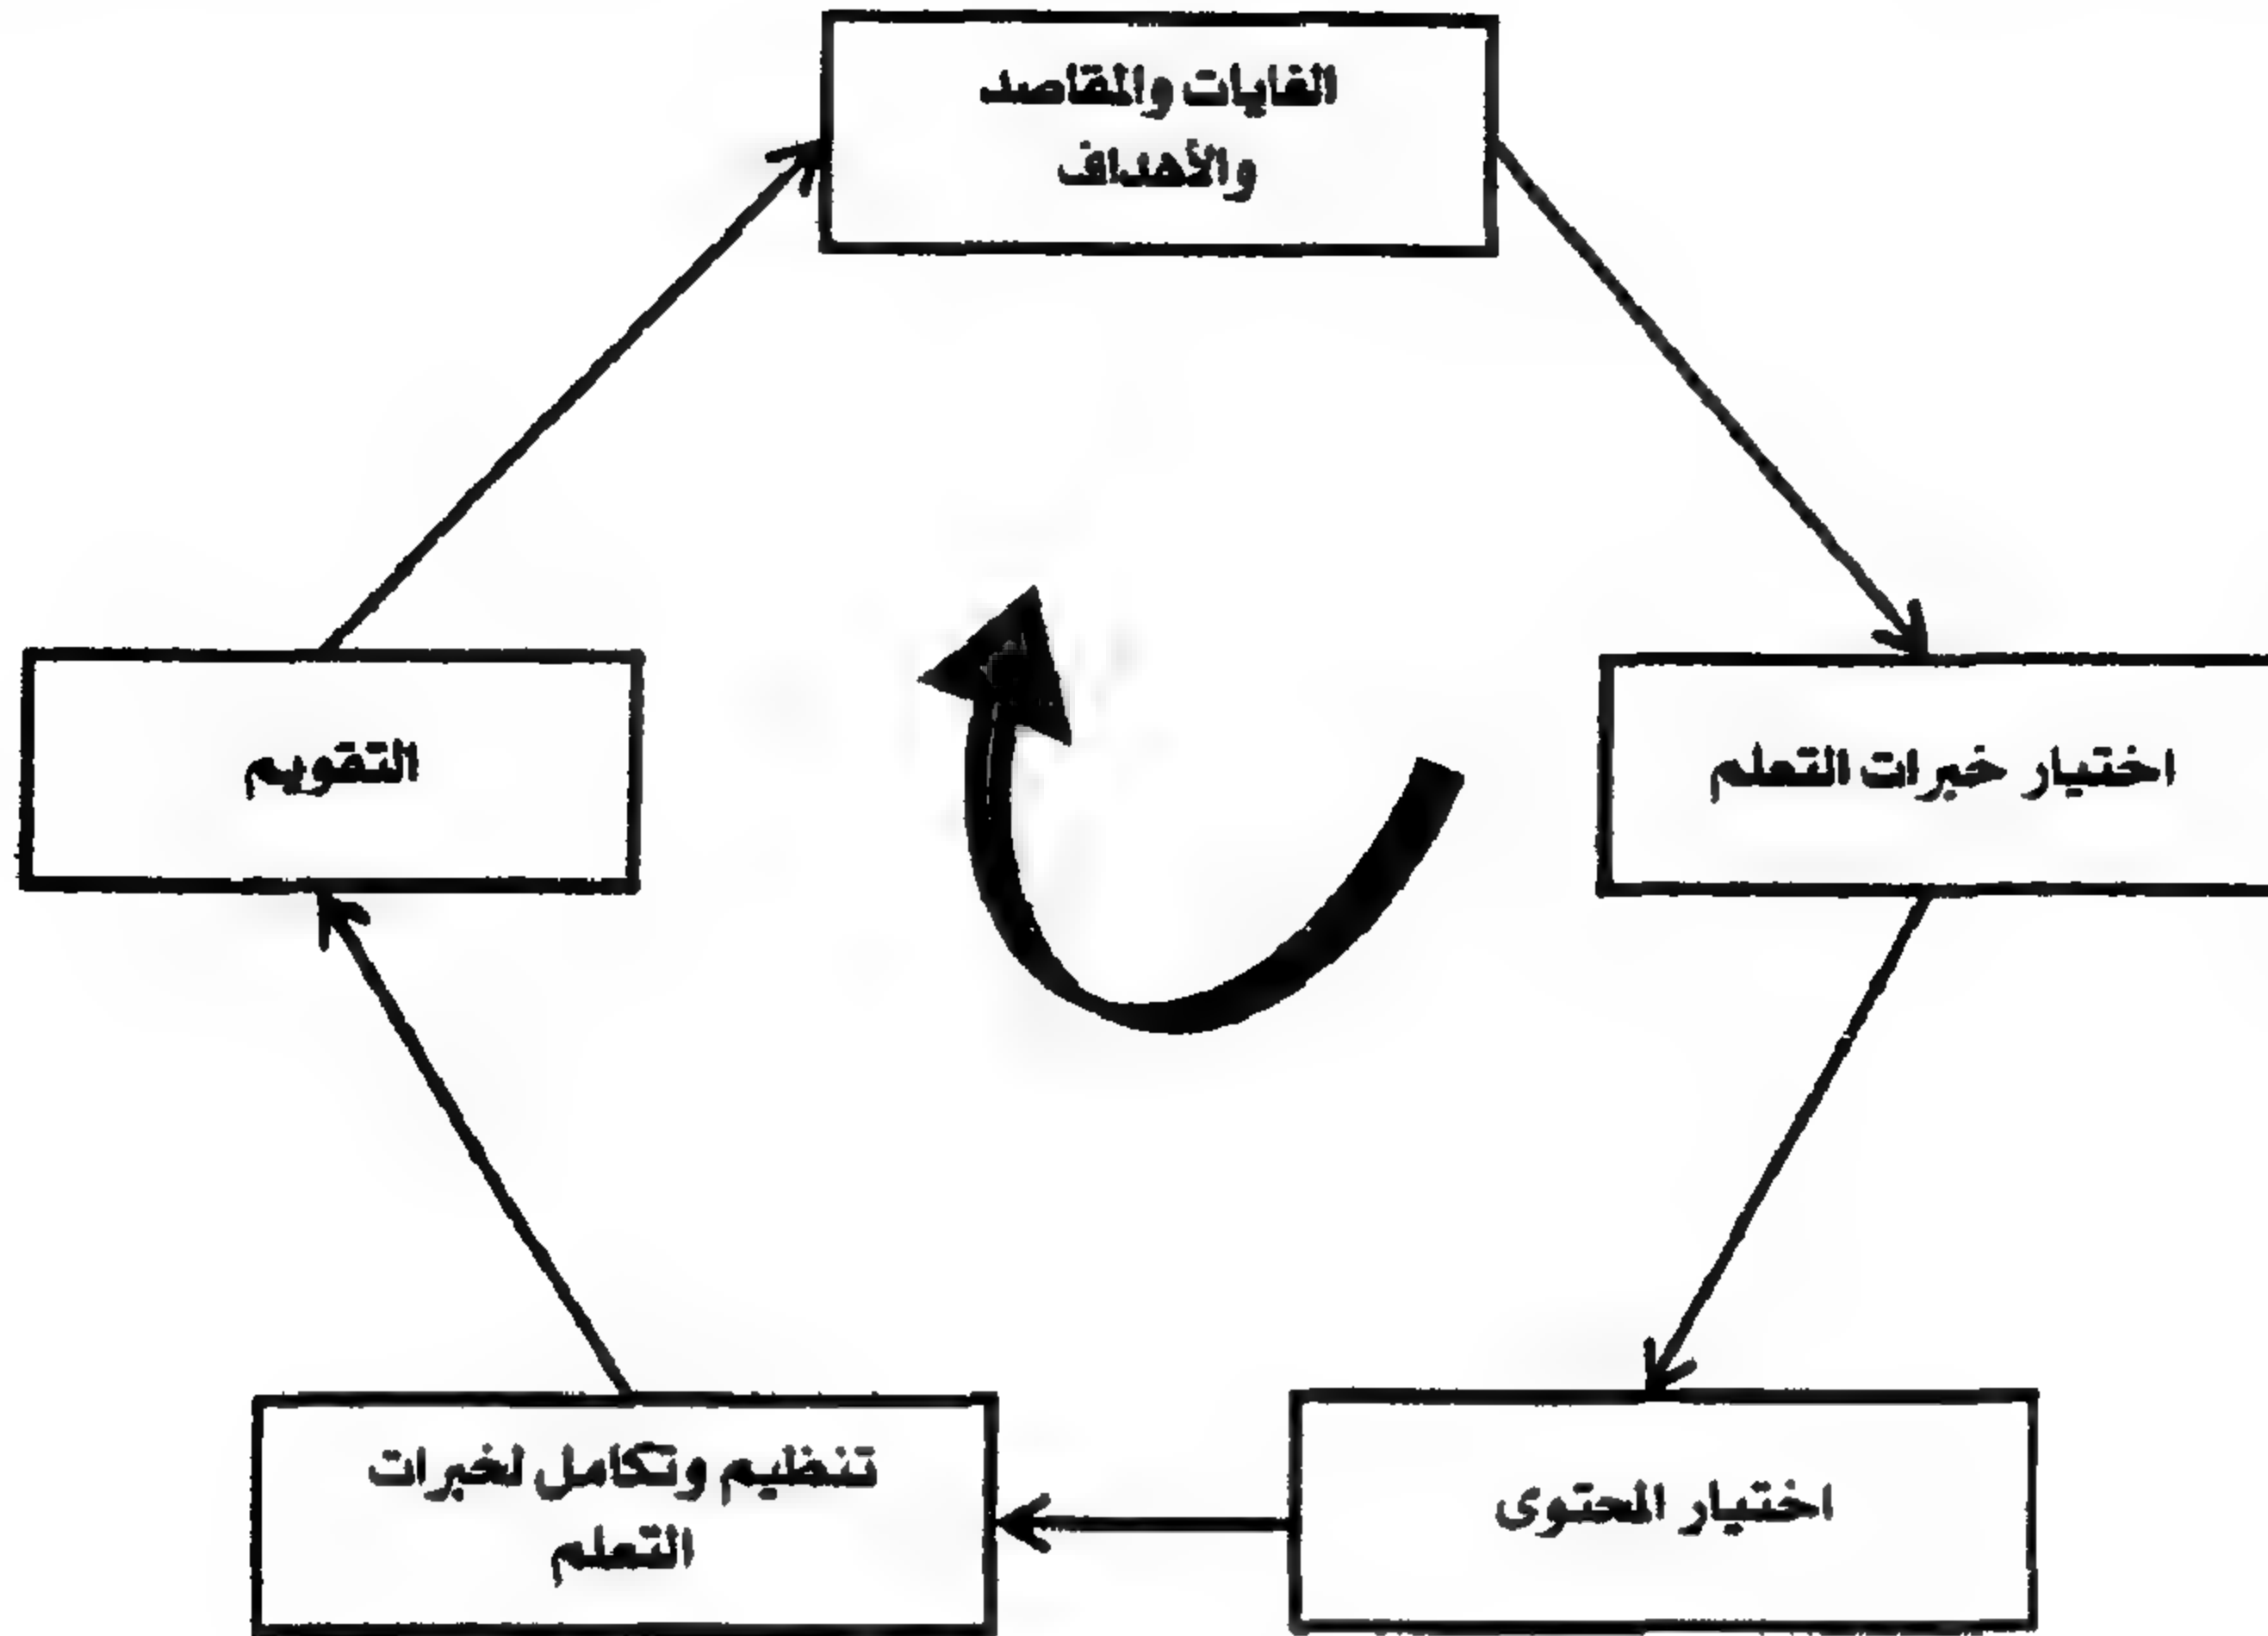 الغايات والمقاصد
والأهداف
اختيار خبرات التعلم
التقويم
اختيار المحتوى
تنظيم وتكامل لخبرات
التعلم